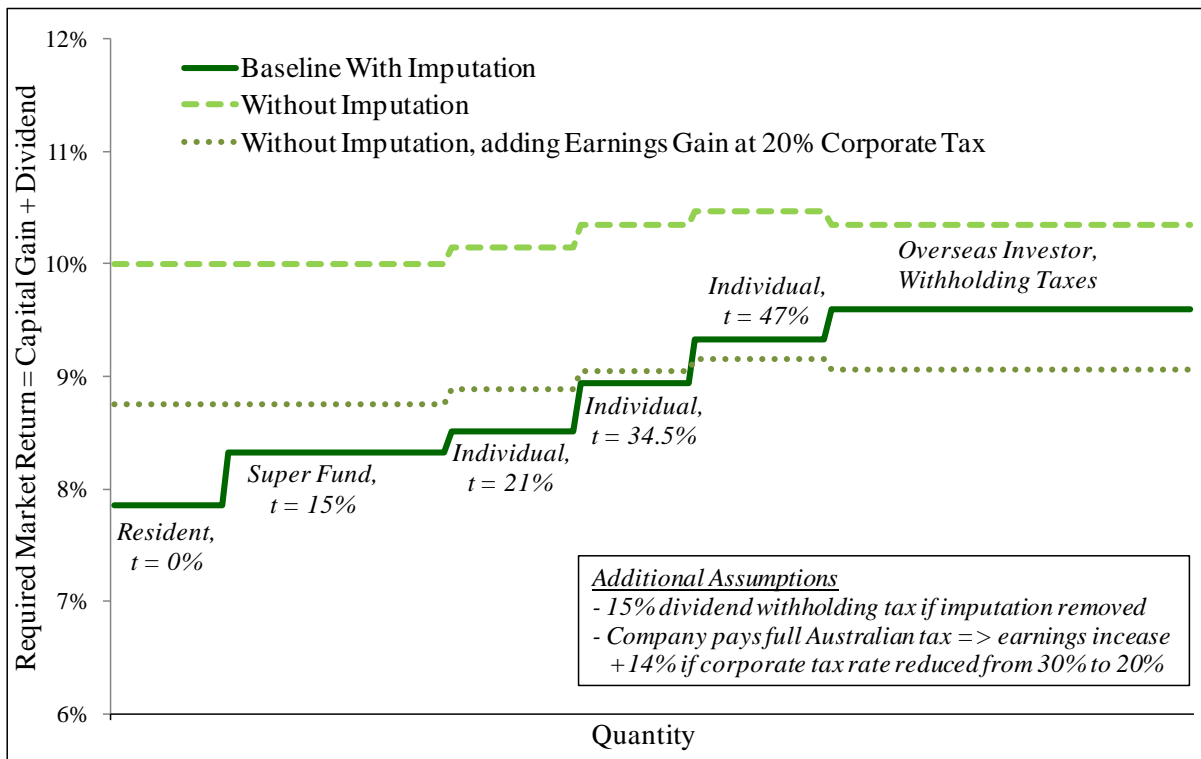 Required Market Return = Capital Gain + Dividend
12%
11%
10%
9%
8%
7%
6%
Baseline With Imputation
Without Imputation
Without Imputation, adding Earnings Gain at 20% Corporate Tax
Overseas Investor,
Withholding Taxes
Individual,
t = 47%
Individual,
t = 34.5%
Individual,
t = 21%
Super Fund,
t = 15%
Resident,
t = 0%
Additional Assumptions
- 15% dividend withholding tax if imputation removed
- Company pays full Australian tax => earnings increase
+14% if corporate tax rate reduced from 30% to 20%
Quantity